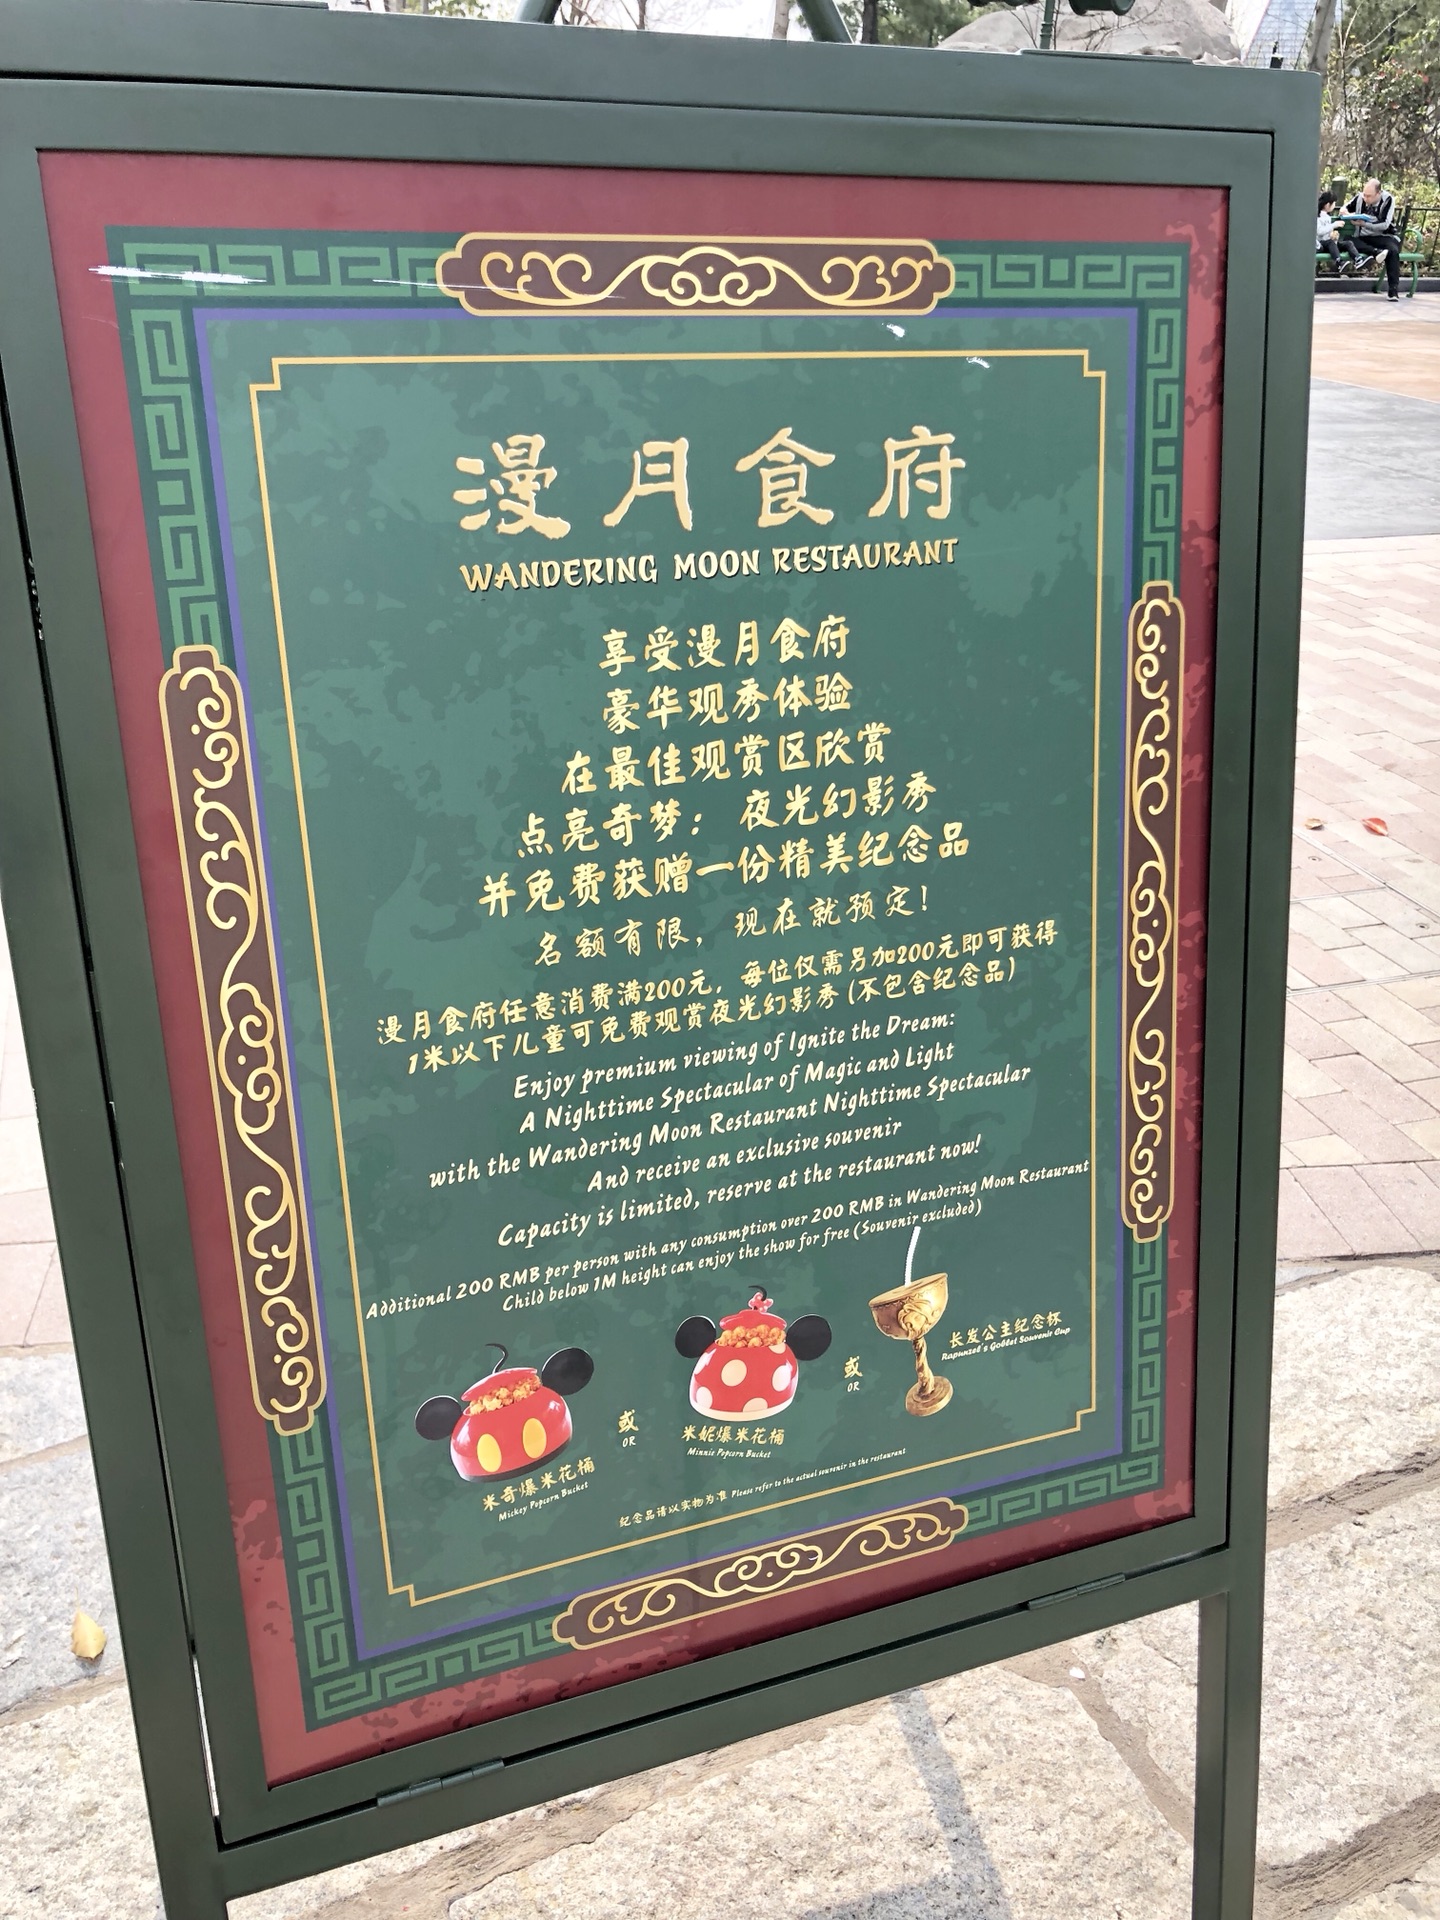 漫月食府
WANDERING MOON RESTAURANT
享受漫月食府
豪华观秀体验
在最佳观赏区欣赏
点亮奇梦：夜光幻影秀
并免费获赠一份精美纪念品
名额有限，现在就预定！
漫月食府任意消费满200元，每位仅需另加200元即可获得
1米以下儿童可免费观赏夜光幻影秀(不包含纪念品)
Enjoy premium viewing of Ignite the Dream:
A Nighttime Spectacular of Magic and Light
with the Wandering Moon Restaurant Nighttime Spectacular
And receive an exclusive souvenir
Capacity is limited, reserve at the restaurant now!
Additional 200 RMB per person with any consumption over 200 RMB in Wandering Moon Restaurant
Child below 1M height can enjoy the show for free (Souvenir excluded)
米奇爆米花桶
Mickey Popcorn Bucket
或
OR
米妮爆米花桶
Minnie Popcorn Bucket
或
OR
长发公主纪念杯
Rapunzel's Goblet Souvenir Cup
纪念品请以实物为准 Please refer to the actual souvenir in the restaurant